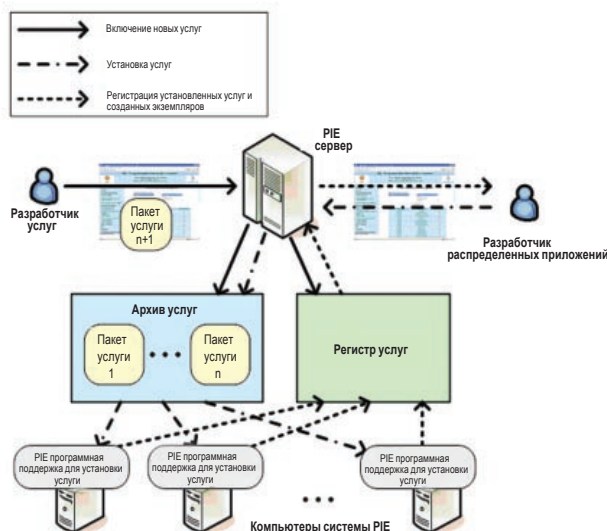 Включение новых услуг
Установка услуг
Регистрация установленных услуг и
созданных экземпляров
PIE
сервер
Разработчик
услуг
Пакет
услуги
n+1
Разработчик
распределенных приложений
Архив услуг
Пакет
услуги
1
Пакет
услуги
n
Регистр услуг
PIE программная
поддержка для установки
услуги
PIE программная
поддержка для установки
услуги
PIE программная
поддержка для установки
услуги
Компьютеры системы PIE